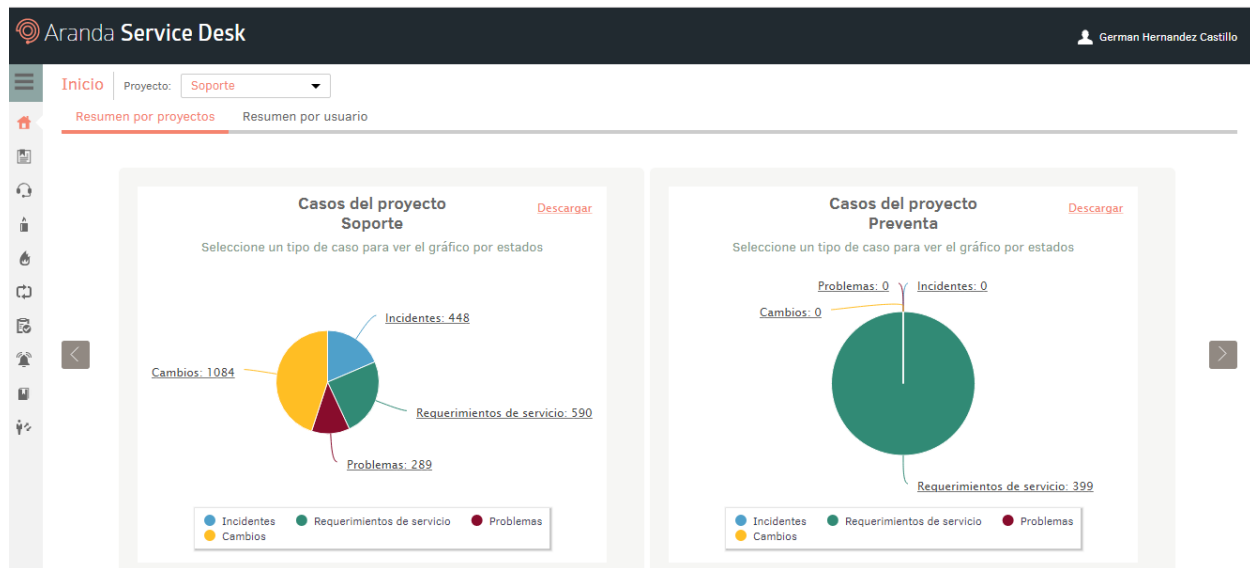 Aranda Service Desk
German Hernandez Castillo
Inicio
Proyecto:
Soporte
Resumen por proyectos
Resumen por usuario
Casos del proyecto
Soporte
Descargar
Seleccione un tipo de caso para ver el gráfico por estados
Incidentes: 448
Cambios: 1084
Requerimientos de servicio: 590
Problemas: 289
Incidentes
Requerimientos de servicio
Problemas
Cambios
Casos del proyecto
Preventa
Descargar
Seleccione un tipo de caso para ver el gráfico por estados
Problemas: 0
Incidentes: 0
Cambios: 0
Requerimientos de servicio: 399
Incidentes
Requerimientos de servicio
Problemas
Cambios